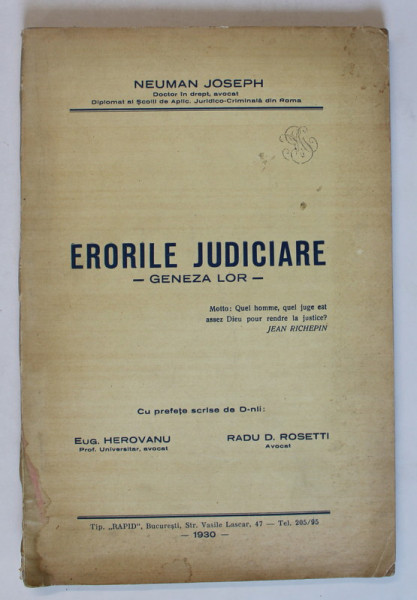 NEUMAN JOSEPH
Doctor în drept, avocat
Diplomat al Școlii de Aplic. Juridico-Criminală din Roma
ERORILE JUDICIARE
— GENEZA LOR —
Motto: Quel homme, quel juge est
assez Dieu pour rendre la justice?
JEAN RICHEPIN
Cu prefețe scrise de D-nii:
EUG. HEROVANU
Prof. Universitar, avocat
RADU D. ROSETTI
Avocat
Tip. „RAPID", București, Str. Vasile Lascar, 47 — Tel. 205/95
— 1930 —